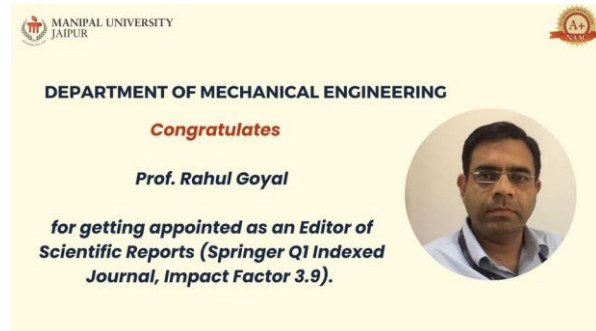 MANIPAL UNIVERSITY
JAIPUR
A+
NAAC
DEPARTMENT OF MECHANICAL ENGINEERING
Congratulates
Prof. Rahul Goyal
for getting appointed as an Editor of
Scientific Reports (Springer Q1 Indexed
Journal, Impact Factor 3.9).